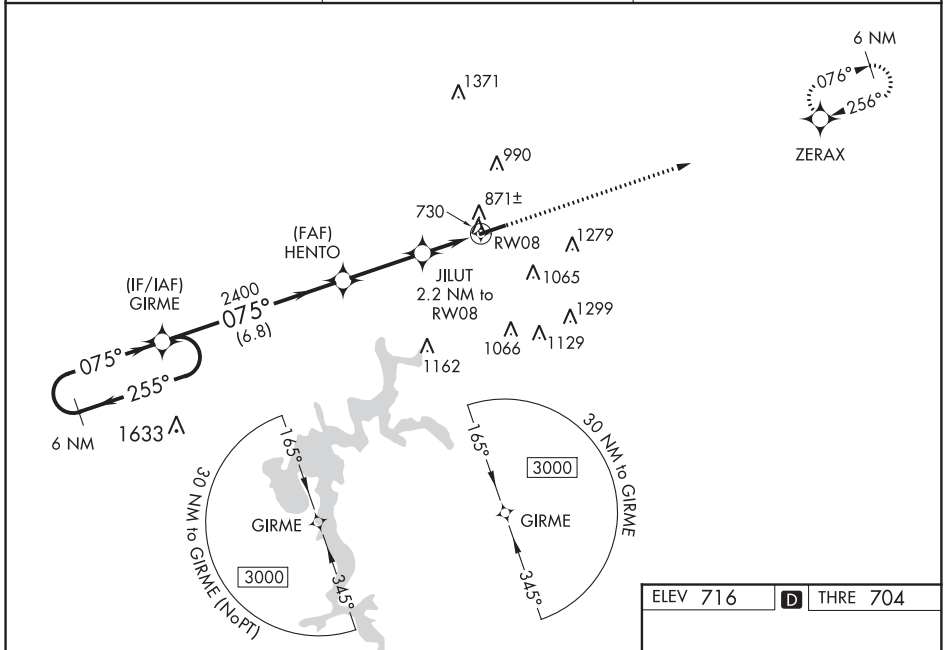 6 NM
076°
256°
ZERAX
1371
990
871±
730
RW08
1279
1065
1299
1129
1066
1162
(FAF)
HENTO
JILUT
2.2 NM to
RW08
(IF/IAF)
GIRME
2400
075°
(6.8)
075°
255°
6 NM
1633
165°
GIRME
3000
345°
30 NM to GIRME (NoPT)
165°
3000
GIRME
345°
30 NM to GIRME
ELEV 716 D THRE 704